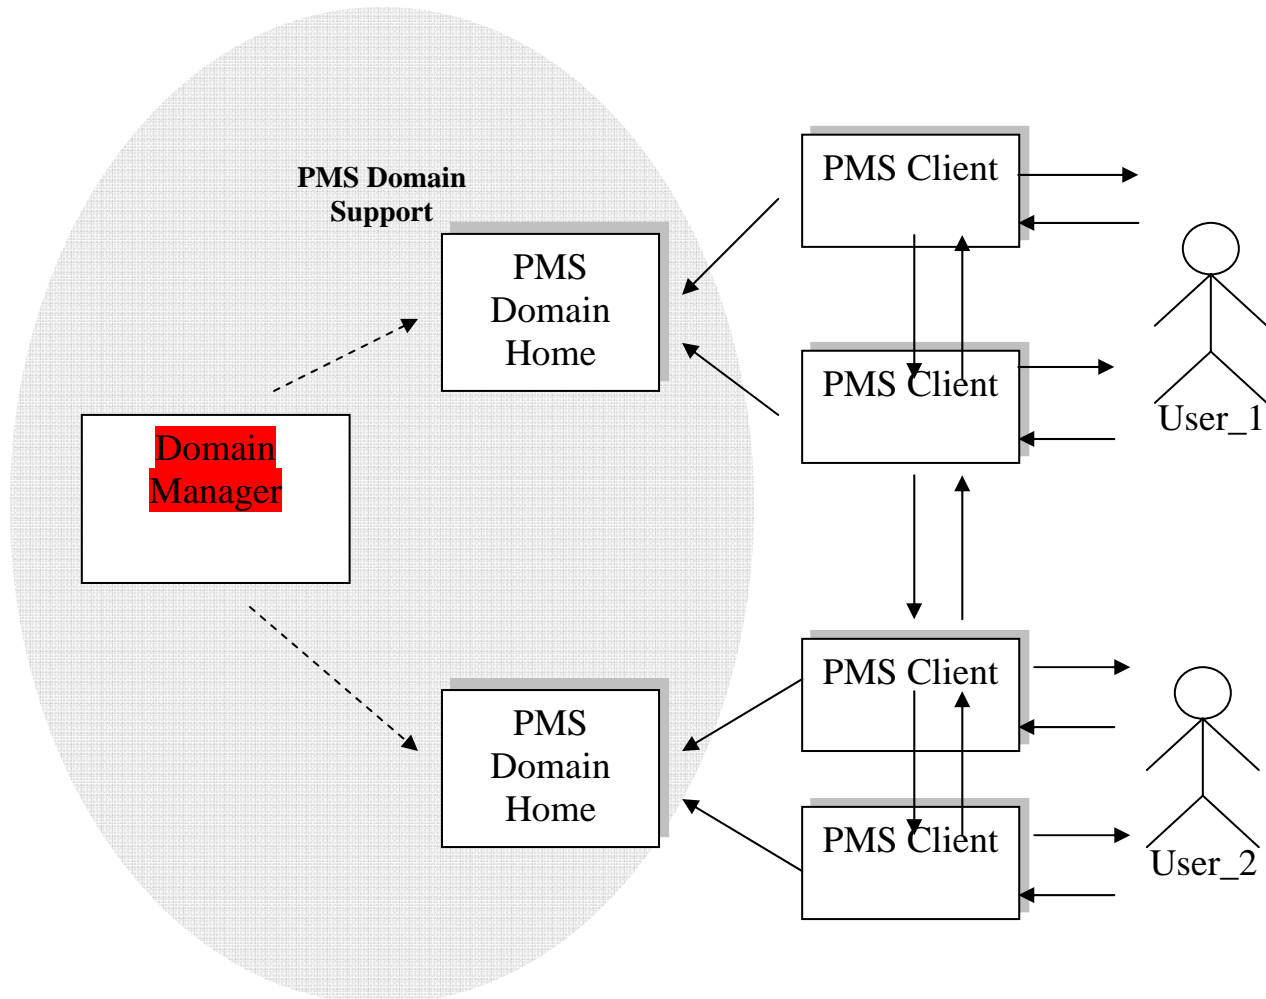 PMS Domain
Support
PMS
Domain
Home
Domain
Manager
PMS
Domain
Home
PMS Client
PMS Client
PMS Client
PMS Client
User_1
User_2